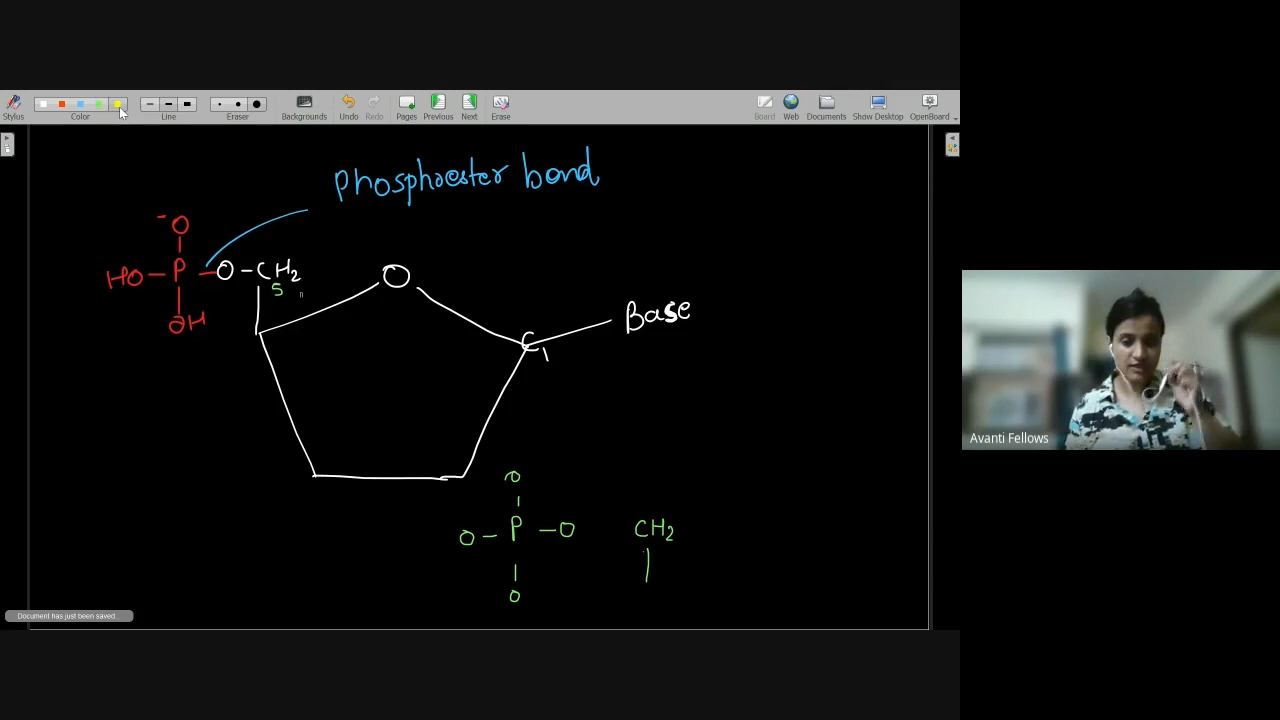 Stylus
Color
Line
Eraser
Backgrounds
Undo
Redo
Pages
Previous
Next
Erase
Board
Web
Documents
Show Desktop
OpenBoard
Phosphoester bond
-O
HO-P-O-CH2
5
OH
O
C1
Base
O
O-P-O
O
CH2
Document has just been saved...
Avanti Fellows